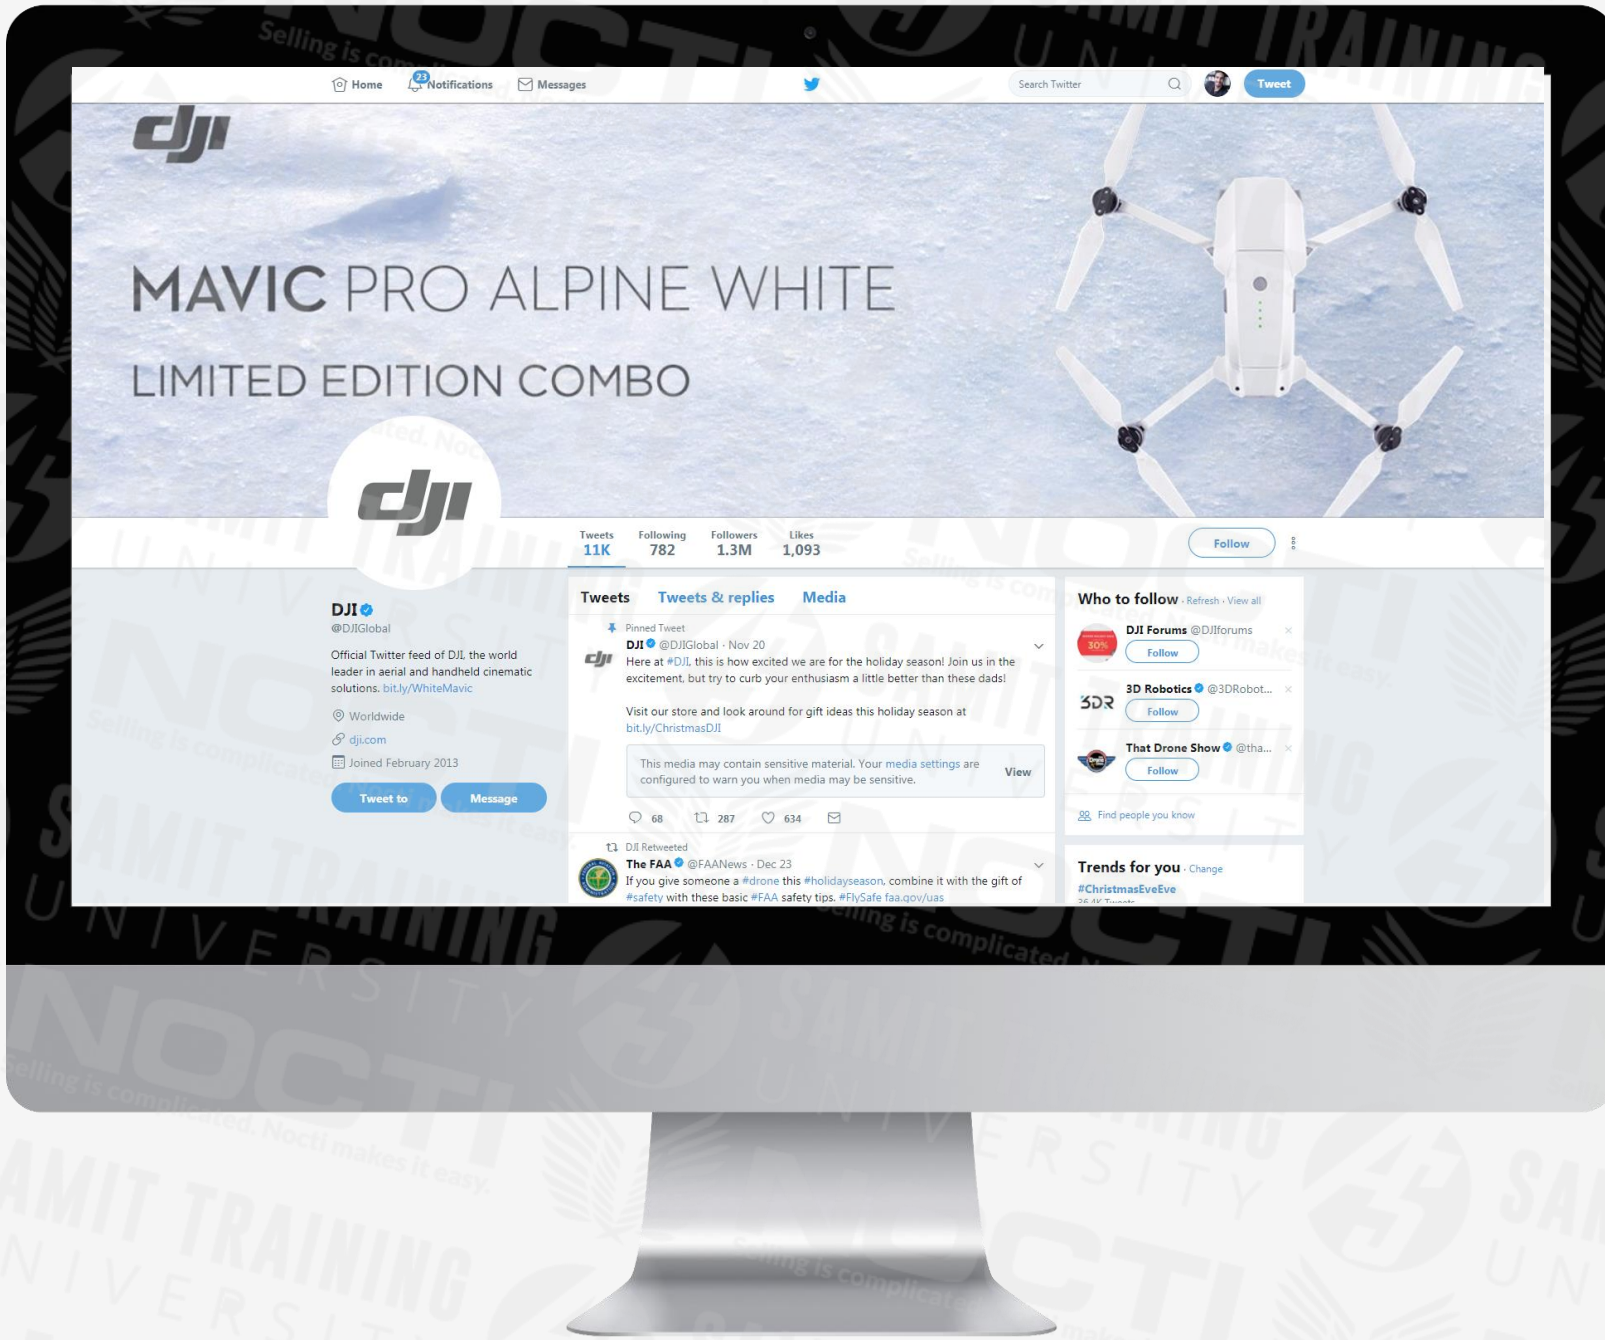 Home
23
Notifications
Messages
Search Twitter
Tweet
dji
MAVIC PRO ALPINE WHITE
LIMITED EDITION COMBO
dji
Tweets
11K
Following
782
Followers
1.3M
Likes
1,093
Follow
DJI
@DJIGlobal
Official Twitter feed of DJI, the world
leader in aerial and handheld cinematic
solutions. bit.ly/WhiteMavic
Worldwide
dji.com
Joined February 2013
Tweet to
Message
Tweets Tweets & replies Media
Pinned Tweet
dji
DJI @DJIGlobal · Nov 20
Here at #DJI, this is how excited we are for the holiday season! Join us in the
excitement, but try to curb your enthusiasm a little better than these dads!
Visit our store and look around for gift ideas this holiday season at
bit.ly/ChristmasDJI
This media may contain sensitive material. Your media settings are
configured to warn you when media may be sensitive.
View
68 287 634
DJI Retweeted
The FAA @FAANews · Dec 23
If you give someone a #drone this #holidayseason, combine it with the gift of
#safety with these basic #FAA safety tips. #FlySafe faa.gov/uas
Who to follow · Refresh · View all
30%
DJI Forums @DJIforums
Follow
3DR
3D Robotics @3DRobot...
Follow
That Drone Show @tha...
Follow
Find people you know
Trends for you · Change
#ChristmasEveEve
36.4K Tweets
NOCTI
Selling is complicated. Nocti makes it easy.
SAMIT TRAINING
UNIVERSITY